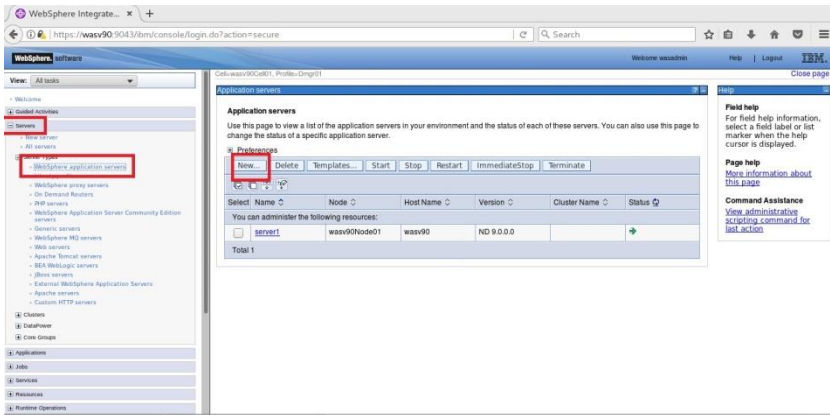 WebSphere Integrate...
https://wasv90:9043/ibm/console/login.do?action=secure
Search
WebSphere. software
Welcome wasadmin
Help | Logout
IBM.
View: All tasks
Cell=wasv90Cell01, Profile=Dmgr01
Close page
Welcome
Guided Activities
Servers
New server
All servers
Server Types
WebSphere application servers
WebSphere proxy servers
On Demand Routers
PHP servers
WebSphere Application Server Community Edition
servers
Generic servers
WebSphere MQ servers
Web servers
Apache Tomcat servers
BEA WebLogic servers
JBoss servers
External WebSphere Application Servers
Apache servers
Custom HTTP servers
Clusters
DataPower
Core Groups
Applications
Jobs
Services
Resources
Runtime Operations
Application servers
Application servers
Use this page to view a list of the application servers in your environment and the status of each of these servers. You can also use this page to
change the status of a specific application server.
Preferences
New... Delete Templates... Start Stop Restart ImmediateStop Terminate
Select Name Node Host Name Version Cluster Name Status
You can administer the following resources:
server1 wasv90Node01 wasv90 ND 9.0.0.0
Total 1
Help
Field help
For field help information,
select a field label or list
marker when the help
cursor is displayed.
Page help
More information about
this page
Command Assistance
View administrative
scripting command for
last action